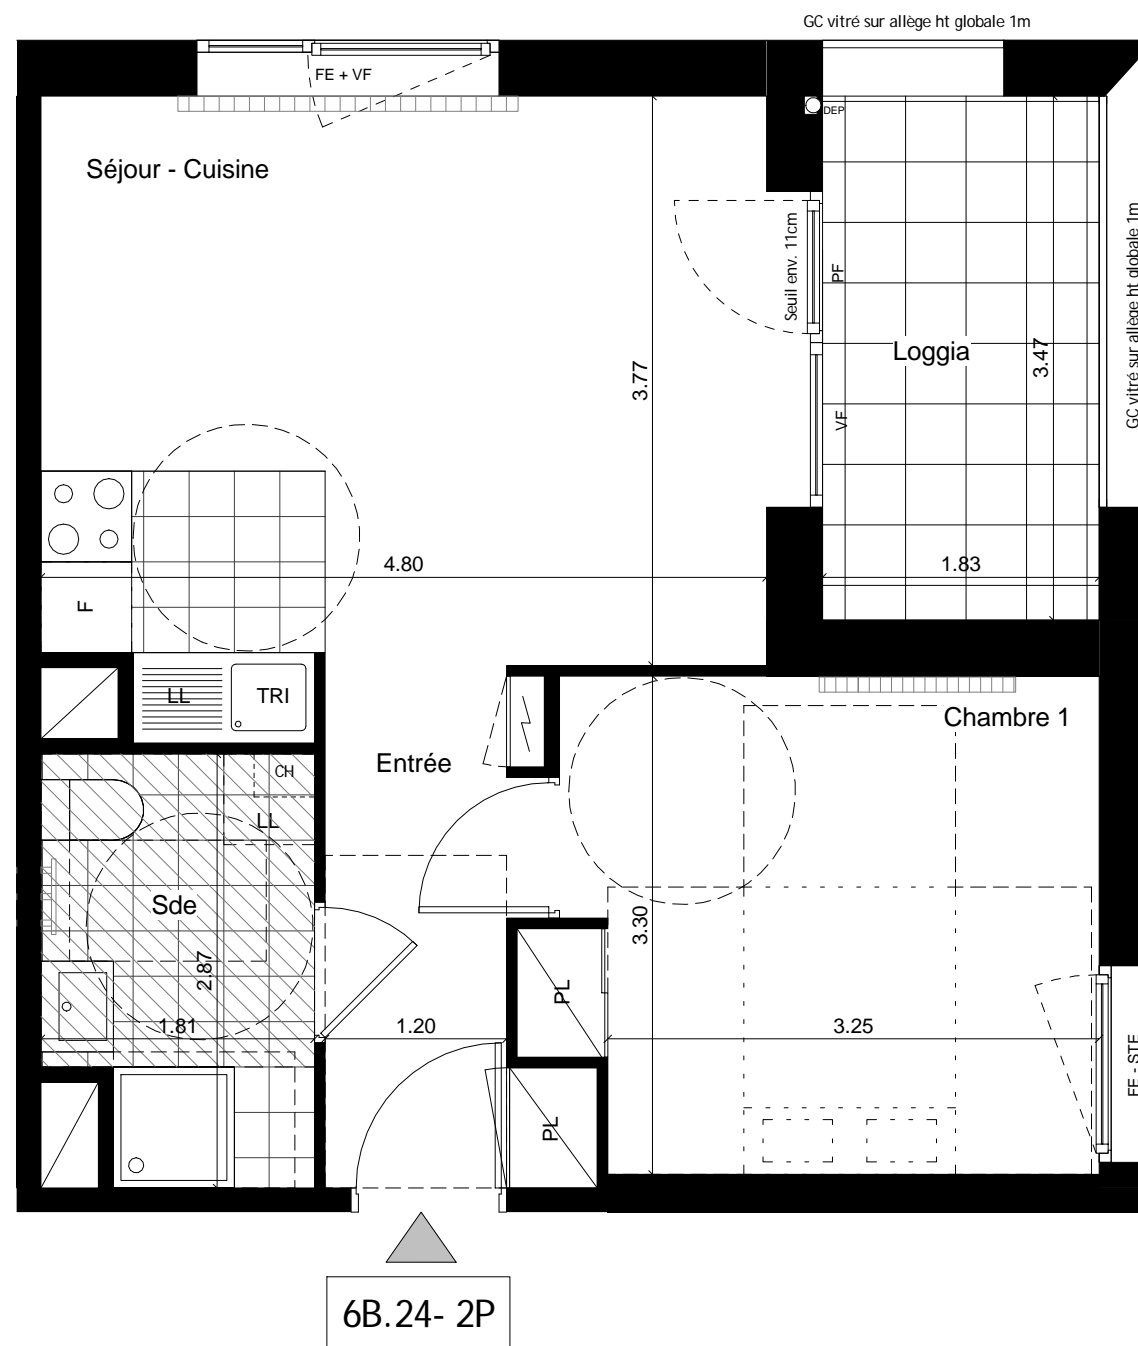 GC vitré sur allège ht globale 1m
FE + VF
DEP
Séjour - Cuisine
GC vitré sur allège ht globale 1m
Seuil env. 11cm
PF
Loggia
3.47
3.77
VF
4.80
1.83
F
LL
TRI
Chambre 1
Entrée
CH
LL
Sde
3.30
2.87
PL
1.81
1.20
3.25
FE - STE
PL
6B.24- 2P